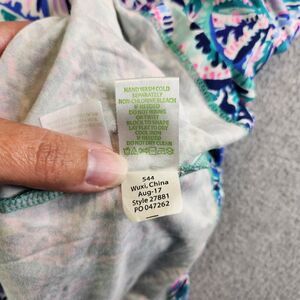 HAND WASH COLD
SEPARATELY
NON-CHLORINE BLEACH
IF NEEDED
DO NOT WRING
OR TWIST
BLOCK TO SHAPE
LAY FLAT TO DRY
COOL IRON
IF NEEDED
DO NOT DRY CLEAN
544
Wuxi, China
Aug-17
Style 27881
PO 047262